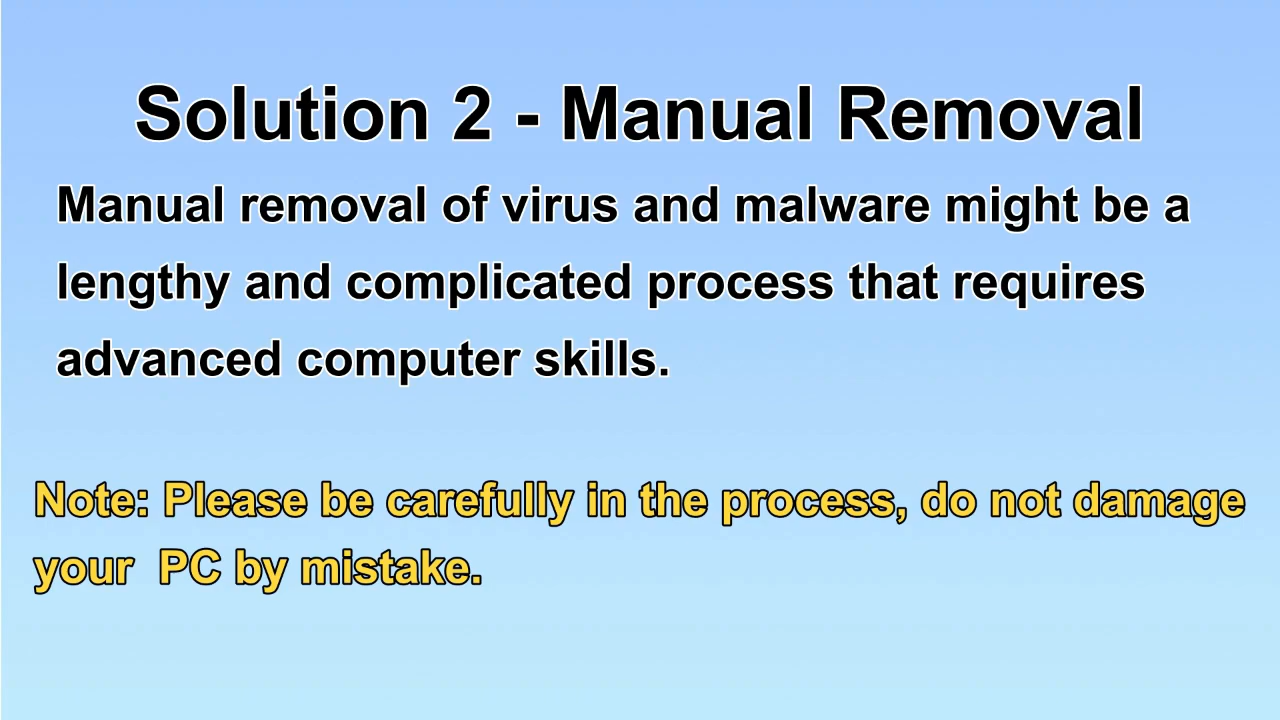 Solution 2 - Manual Removal
Manual removal of virus and malware might be a
lengthy and complicated process that requires
advanced computer skills.
Note: Please be carefully in the process, do not damage
your  PC by mistake.